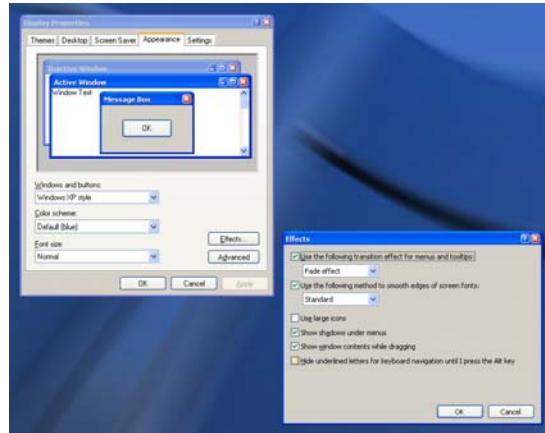 Display Properties
Themes Desktop Screen Saver Appearance Settings
Inactive Window
Active Window
Window Text
Message Box
OK
Windows and buttons:
Windows XP style
Color scheme:
Default (blue)
Font size:
Normal
Effects...
Advanced
OK Cancel Apply
Effects
Use the following transition effect for menus and tooltips:
Fade effect
Use the following method to smooth edges of screen fonts:
Standard
Use large icons
Show shadows under menus
Show window contents while dragging
Hide underlined letters for keyboard navigation until I press the Alt key
OK Cancel